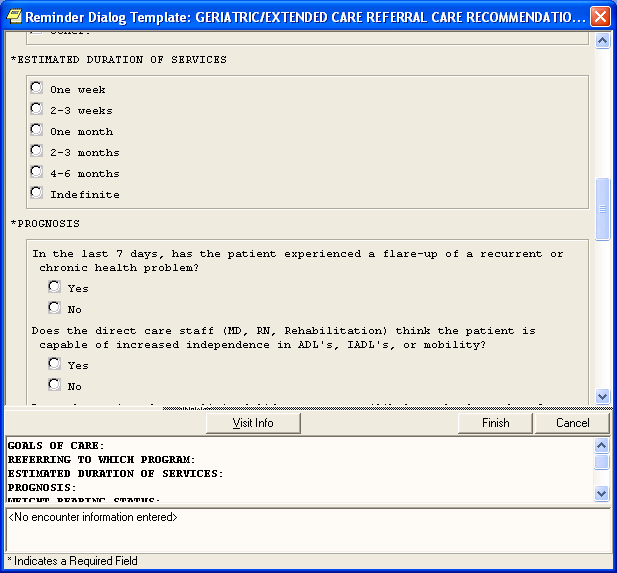 Reminder Dialog Template: GERIATRIC/EXTENDED CARE REFERRAL CARE RECOMMENDATIO...
*ESTIMATED DURATION OF SERVICES
One week
2-3 weeks
One month
2-3 months
4-6 months
Indefinite
*PROGNOSIS
In the last 7 days, has the patient experienced a flare-up of a recurrent or
chronic health problem?
Yes
No
Does the direct care staff (MD, RN, Rehabilitation) think the patient is
capable of increased independence in ADL's, IADL's, or mobility?
Yes
No
Visit Info
Finish
Cancel
GOALS OF CARE:
REFERRING TO WHICH PROGRAM:
ESTIMATED DURATION OF SERVICES:
PROGNOSIS:
WEIGHT BEARING STATUS:
<No encounter information entered>
* Indicates a Required Field